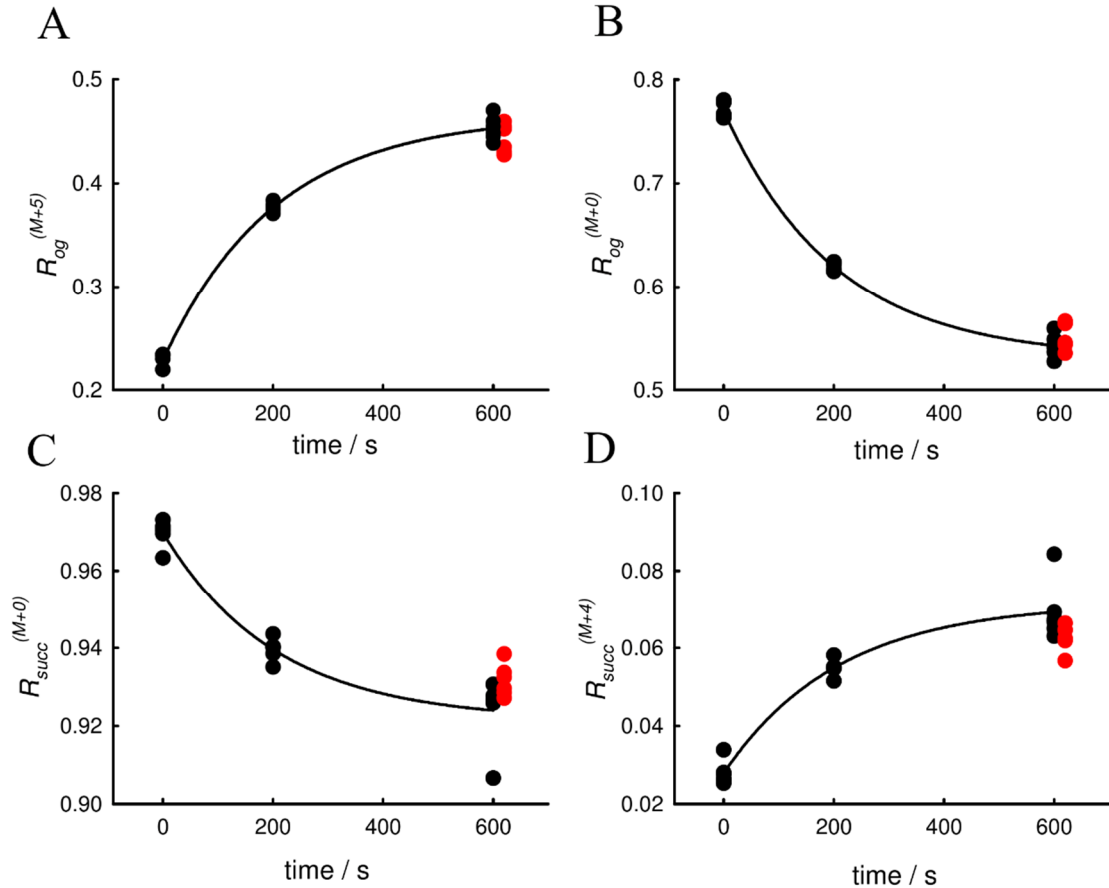 A
R_og^(M+5)
0.5
0.4
0.3
0.2
0 200 400 600
time / s
B
R_og^(M+0)
0.8
0.7
0.6
0.5
0 200 400 600
time / s
C
R_succ^(M+0)
0.98
0.96
0.94
0.92
0.90
0 200 400 600
time / s
D
R_succ^(M+4)
0.10
0.08
0.06
0.04
0.02
0 200 400 600
time / s